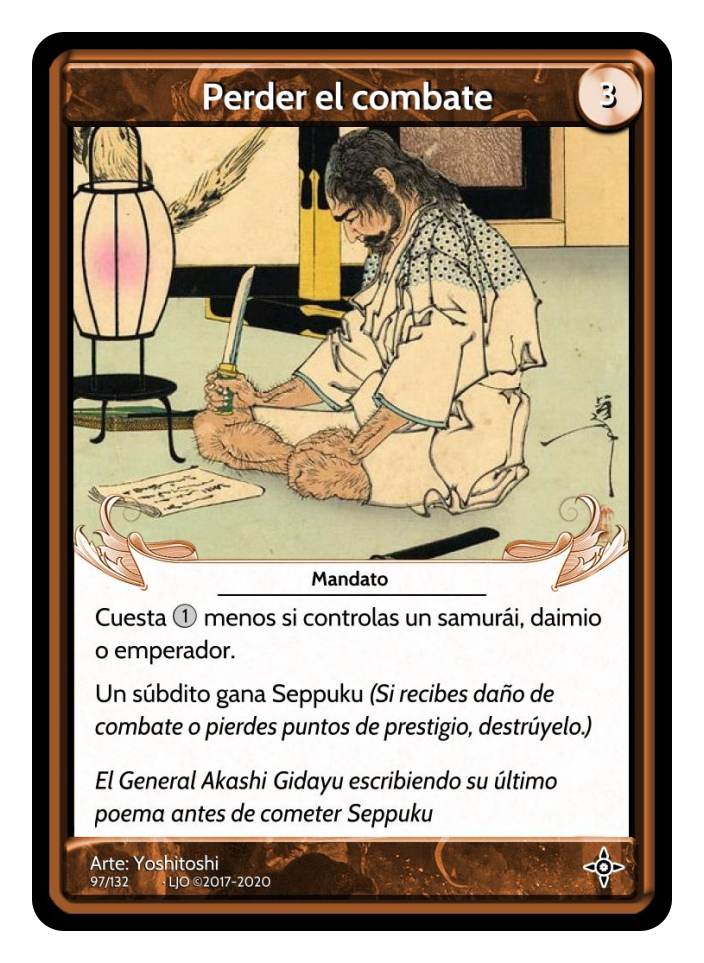 Perder el combate
3
Mandato
Cuesta 1 menos si controlas un samurái, daimio
o emperador.
Un súbdito gana Seppuku (Si recibes daño de
combate o pierdes puntos de prestigio, destrúyelo.)
El General Akashi Gidayu escribiendo su último
poema antes de cometer Seppuku
Arte: Yoshitoshi
97/132 · LJO ©2017-2020